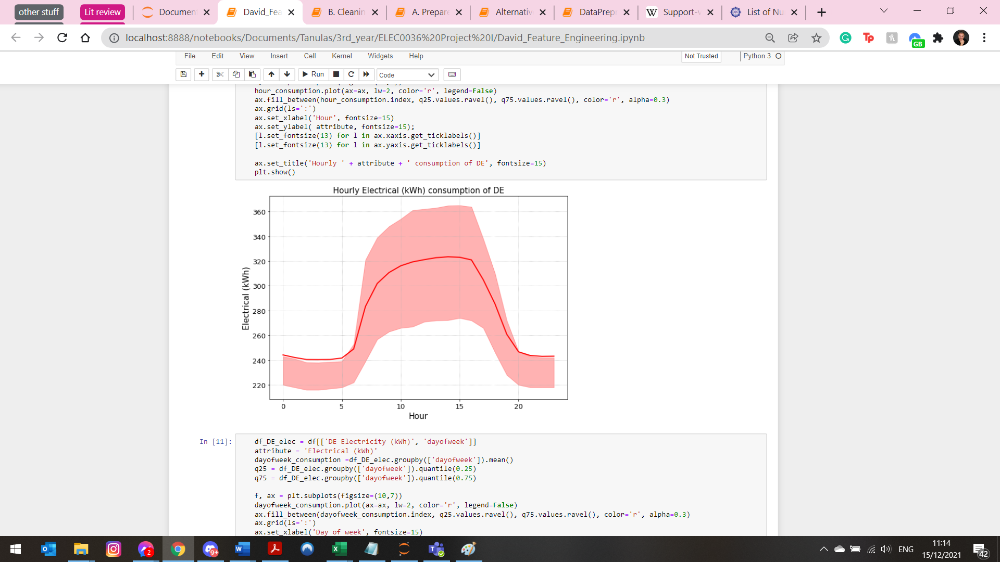 other stuff
Lit review
Documen
David_Fea
B. Cleanin
A. Prepare
Alternativ
DataPrep
W Support-v
List of Nu
localhost:8888/notebooks/Documents/Tanulas/3rd_year/ELEC0036%20Project%20I/David_Feature_Engineering.ipynb
Tp
GB
File Edit View Insert Cell Kernel Widgets Help
Not Trusted
Python 3
Run
Code
hour_consumption.plot(ax=ax, lw=2, color='r', legend=False)
ax.fill_between(hour_consumption.index, q25.values.ravel(), q75.values.ravel(), color='r', alpha=0.3)
ax.grid(ls=':')
ax.set_xlabel('Hour', fontsize=15)
ax.set_ylabel( attribute, fontsize=15);
[l.set_fontsize(13) for l in ax.xaxis.get_ticklabels()]
[l.set_fontsize(13) for l in ax.yaxis.get_ticklabels()]
ax.set_title('Hourly ' + attribute + ' consumption of DE', fontsize=15)
plt.show()
Hourly Electrical (kWh) consumption of DE
Electrical (kWh)
360
340
320
300
280
260
240
220
0 5 10 15 20
Hour
In [11]:
df_DE_elec = df[['DE Electricity (kWh)', 'dayofweek']]
attribute = 'Electrical (kWh)'
dayofweek_consumption =df_DE_elec.groupby(['dayofweek']).mean()
q25 = df_DE_elec.groupby(['dayofweek']).quantile(0.25)
q75 = df_DE_elec.groupby(['dayofweek']).quantile(0.75)
f, ax = plt.subplots(figsize=(10,7))
dayofweek_consumption.plot(ax=ax, lw=2, color='r', legend=False)
ax.fill_between(dayofweek_consumption.index, q25.values.ravel(), q75.values.ravel(), color='r', alpha=0.3)
ax.grid(ls=':')
ax.set_xlabel('Day of week', fontsize=15)
2
9+
ENG
11:14
15/12/2021
42